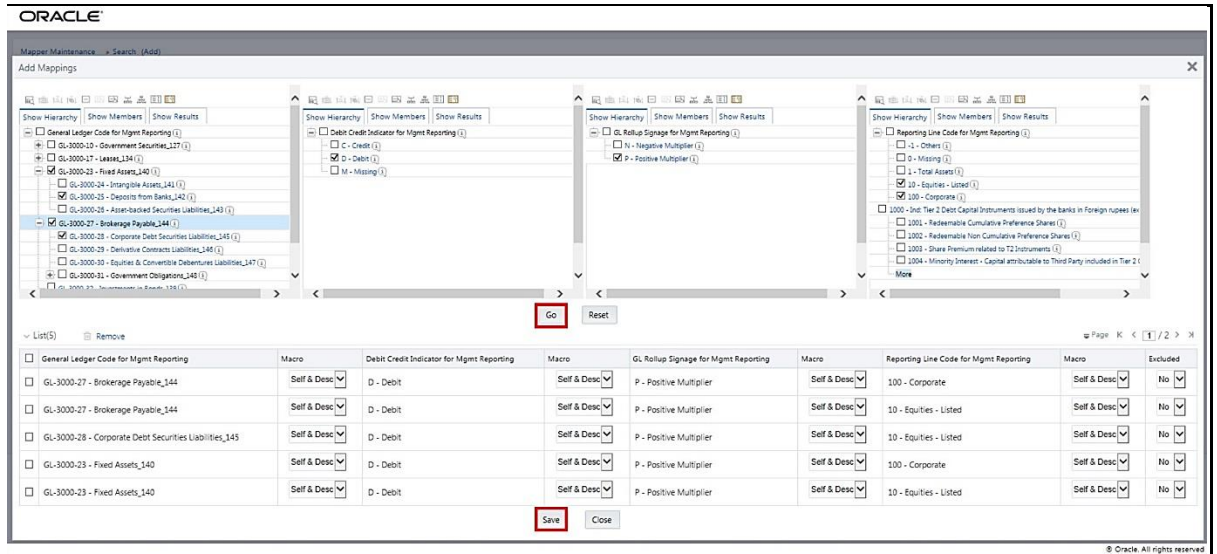 ORACLE
Mapper Maintenance » Search (Add)
Add Mappings
Show Hierarchy Show Members Show Results
General Ledger Code for Mgmt Reporting
GL-3000-10 - Government Securities_127
GL-3000-17 - Leases_134
GL-3000-23 - Fixed Assets_140
GL-3000-24 - Intangible Assets_141
GL-3000-25 - Deposits from Banks_142
GL-3000-26 - Asset-backed Securities Liabilities_143
GL-3000-27 - Brokerage Payable_144
GL-3000-28 - Corporate Debt Securities Liabilities_145
GL-3000-29 - Derivative Contracts Liabilities_146
GL-3000-30 - Equities & Convertible Debentures Liabilities_147
GL-3000-31 - Government Obligations_148
GL-3000-32 - Investments in Funds_139
Show Hierarchy Show Members Show Results
Debit Credit Indicator for Mgmt Reporting
C - Credit
D - Debit
M - Missing
Show Hierarchy Show Members Show Results
GL Rollup Signage for Mgmt Reporting
N - Negative Multiplier
P - Positive Multiplier
Show Hierarchy Show Members Show Results
Reporting Line Code for Mgmt Reporting
-1 - Others
0 - Missing
1 - Total Assets
10 - Equities - Listed
100 - Corporate
1000 - Ind: Tier 2 Debt Capital Instruments issued by the banks in Foreign rupees (ex
1001 - Redeemable Cumulative Preference Shares
1002 - Redeemable Non Cumulative Preference Shares
1003 - Share Premium related to T2 Instruments
1004 - Minority Interest - Capital attributable to Third Party included in Tier 2 C
More
Go Reset
List(5) Remove Page 1 / 2
General Ledger Code for Mgmt Reporting Macro Debit Credit Indicator for Mgmt Reporting Macro GL Rollup Signage for Mgmt Reporting Macro Reporting Line Code for Mgmt Reporting Macro Excluded
GL-3000-27 - Brokerage Payable_144 Self & Desc D - Debit Self & Desc P - Positive Multiplier Self & Desc 100 - Corporate Self & Desc No
GL-3000-27 - Brokerage Payable_144 Self & Desc D - Debit Self & Desc P - Positive Multiplier Self & Desc 10 - Equities - Listed Self & Desc No
GL-3000-28 - Corporate Debt Securities Liabilities_145 Self & Desc D - Debit Self & Desc P - Positive Multiplier Self & Desc 10 - Equities - Listed Self & Desc No
GL-3000-23 - Fixed Assets_140 Self & Desc D - Debit Self & Desc P - Positive Multiplier Self & Desc 100 - Corporate Self & Desc No
GL-3000-23 - Fixed Assets_140 Self & Desc D - Debit Self & Desc P - Positive Multiplier Self & Desc 10 - Equities - Listed Self & Desc No
Save Close
® Oracle. All rights reserved